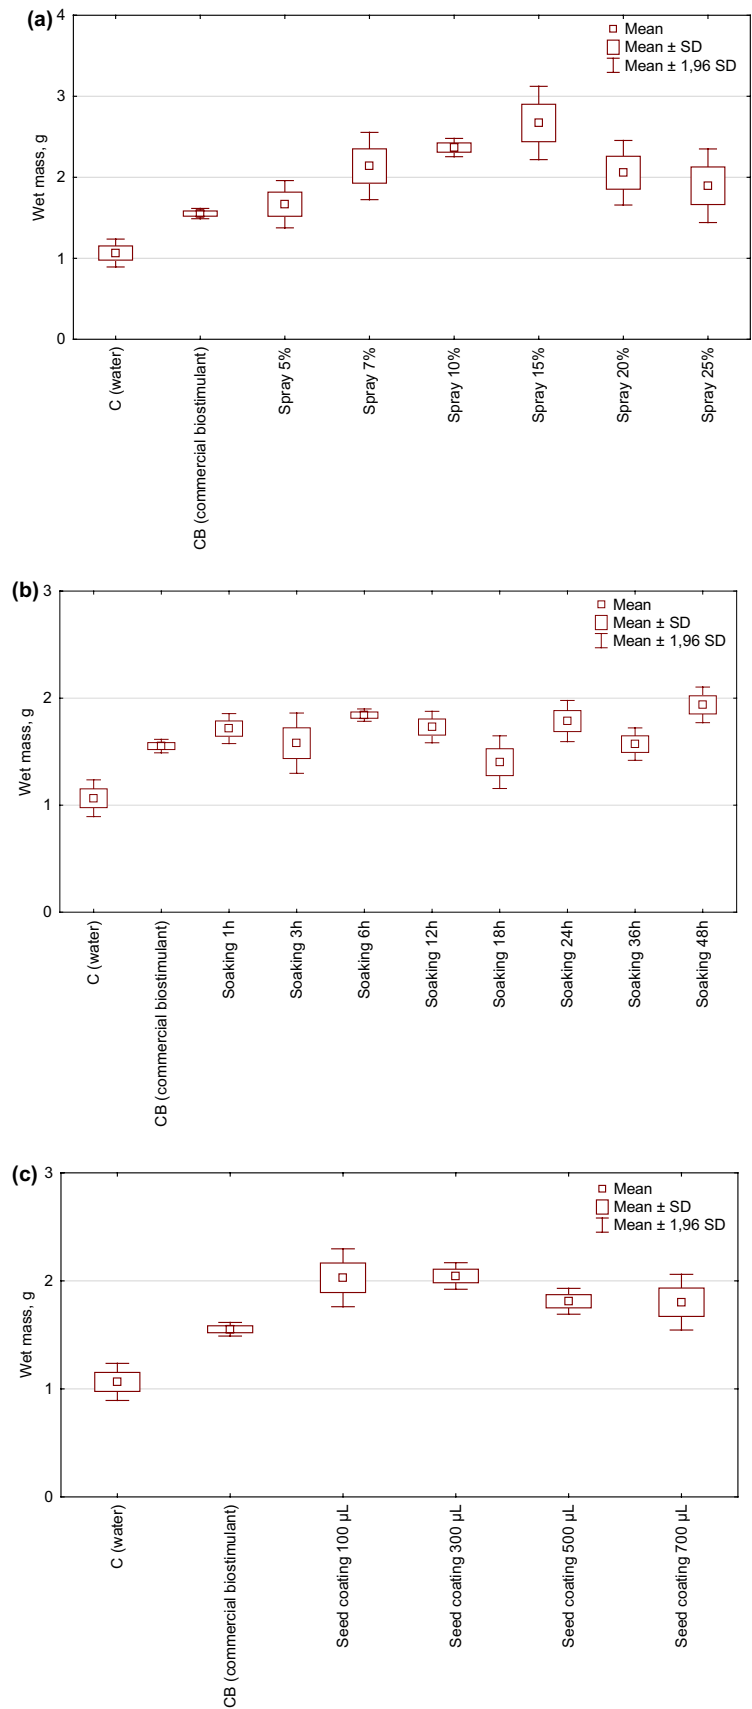 (a)
4
3
2
1
0
Wet mass, g
Mean
Mean ± SD
Mean ± 1,96 SD
C (water)
CB (commercial biostimulant)
Spray 5%
Spray 7%
Spray 10%
Spray 15%
Spray 20%
Spray 25%
(b)
3
2
1
0
Wet mass, g
Mean
Mean ± SD
Mean ± 1,96 SD
C (water)
CB (commercial biostimulant)
Soaking 1h
Soaking 3h
Soaking 6h
Soaking 12h
Soaking 18h
Soaking 24h
Soaking 36h
Soaking 48h
(c)
3
2
1
0
Wet mass, g
Mean
Mean ± SD
Mean ± 1,96 SD
C (water)
CB (commercial biostimulant)
Seed coating 100 µL
Seed coating 300 µL
Seed coating 500 µL
Seed coating 700 µL